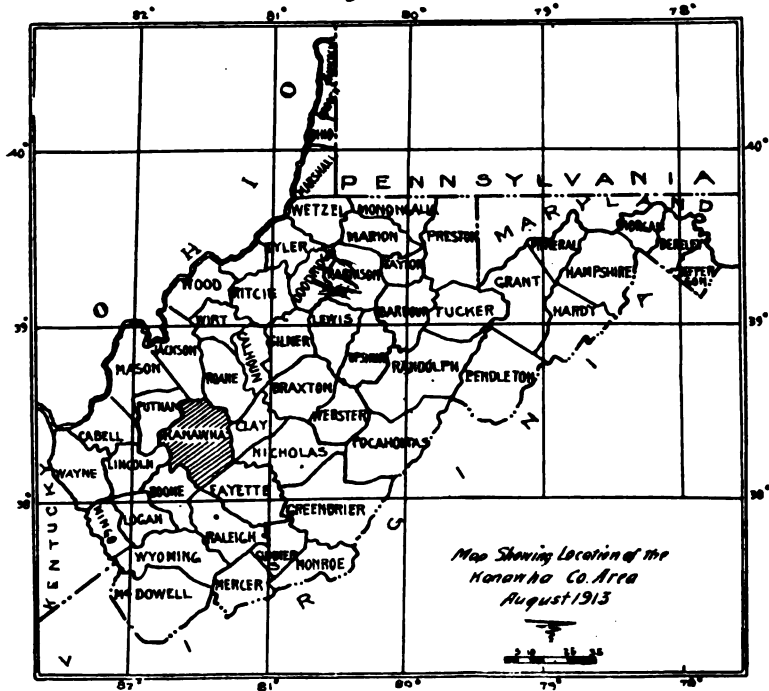 82° 81° 80° 79° 78°
O
OHIO
40° 40°
MARSHALL
I
PENNSYLVANIA
WETZEL MONONGALIA
MARYLAND
MORGAN
TYLER MARION PRESTON MINERAL BERKELEY
H
DODDRIDGE HARRISON TAYLOR HAMPSHIRE JEFFERSON
WOOD RITCIE GRANT
O
WIRT LEWIS BARBOUR TUCKER HARDY
39° 39°
JACKSON CALHOUN GILMER
MASON ROANE UPSHUR RANDOLPH PENDLETON
BRAXTON
PUTNAM WEBSTER
CABELL KANAWHA CLAY POCAHONTAS
NICHOLAS
LINCOLN
WAYNE
BOONE FAYETTE
38° 38°
MINGO LOGAN GREENBRIER
RALEIGH
KENTUCKY WYOMING SUMMERS MONROE
MERCER
McDOWELL
VIRGINIA
Map Showing Location of the
Kanawha Co. Area
August 1913
82° 81° 80° 79° 78°